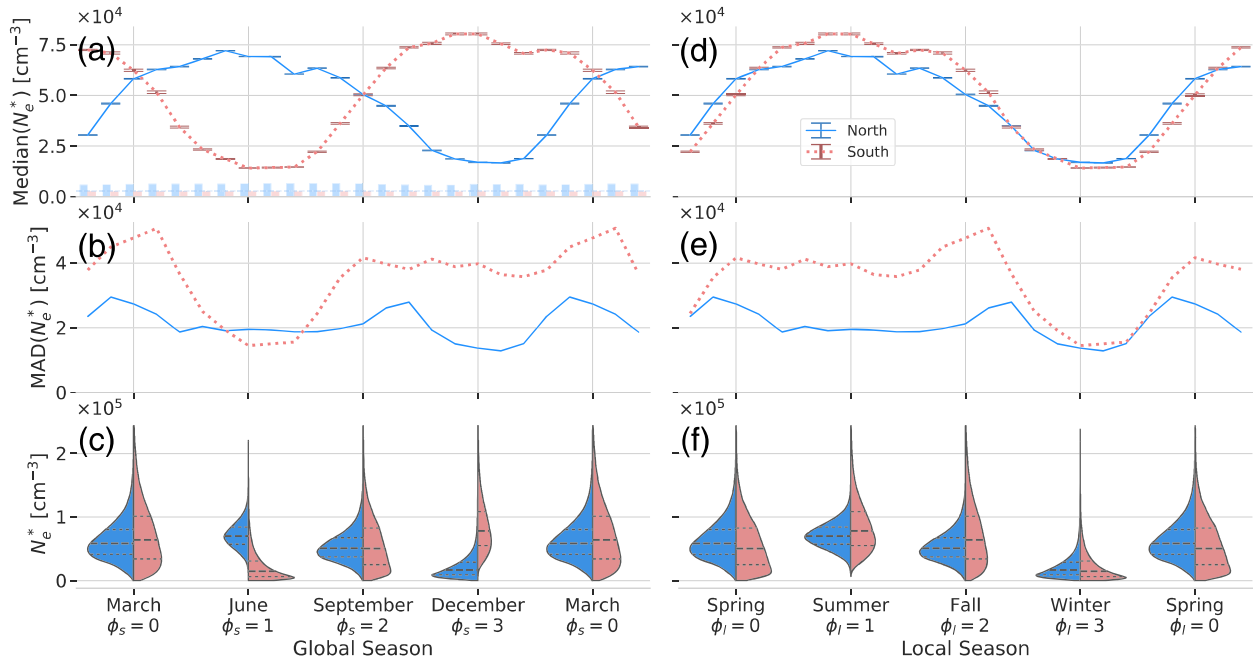 ×10⁴
(a)
Median(Nₑ*) [cm⁻³]
7.5
5.0
2.5
0.0
×10⁴
(d)
North
South
×10⁴
(b)
MAD(Nₑ*) [cm⁻³]
4
2
0
×10⁴
(e)
×10⁵
(c)
Nₑ* [cm⁻³]
2
1
0
×10⁵
(f)
March June September December March
ϕₛ = 0 ϕₛ = 1 ϕₛ = 2 ϕₛ = 3 ϕₛ = 0
Global Season
Spring Summer Fall Winter Spring
ϕₗ = 0 ϕₗ = 1 ϕₗ = 2 ϕₗ = 3 ϕₗ = 0
Local Season